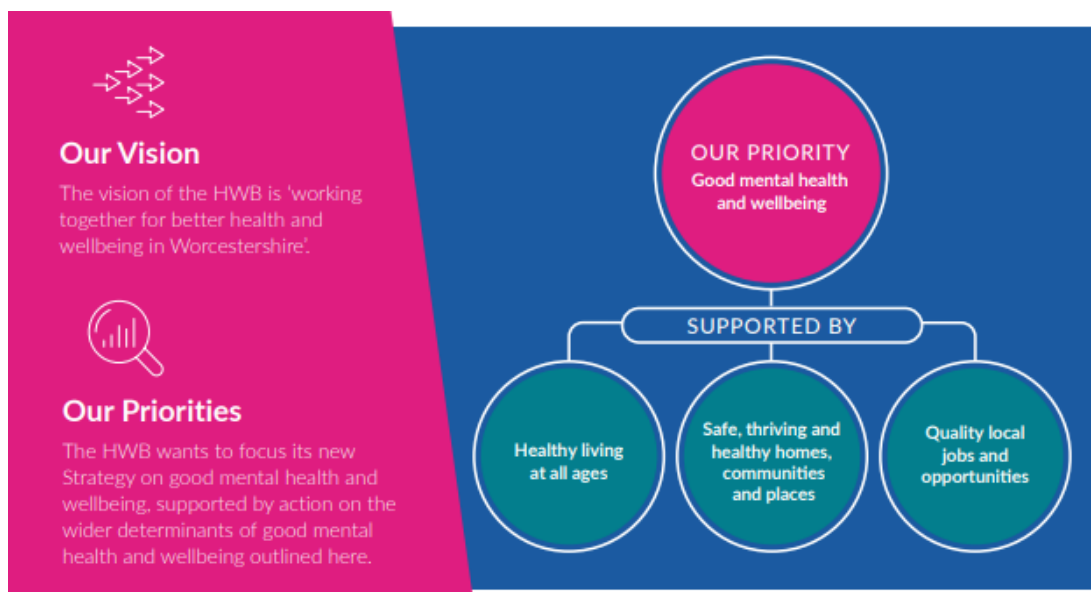 Our Vision
The vision of the HWB is ‘working
together for better health and
wellbeing in Worcestershire’.
Our Priorities
The HWB wants to focus its new
Strategy on good mental health and
wellbeing, supported by action on the
wider determinants of good mental
health and wellbeing outlined here.
OUR PRIORITY
Good mental health
and wellbeing
SUPPORTED BY
Healthy living
at all ages
Safe, thriving and
healthy homes,
communities
and places
Quality local
jobs and
opportunities